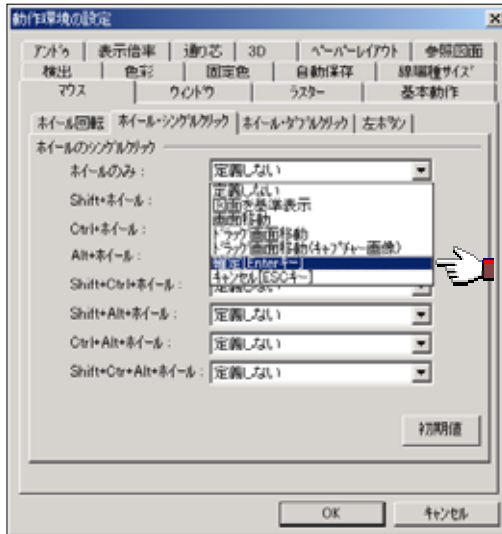 動作環境の設定
アンドゥ 表示倍率 通り芯 3D ペーパーレイアウト 参照図面
検出 色彩 固定色 自動保存 線端種サイズ
マウス ウィンドウ ラスター 基本動作
ホイール回転 ホイール・シングルクリック ホイール・ダブルクリック 左ボタン
ホイールのシングルクリック
ホイールのみ： 定義しない
定義しない
Shift+ホイール： 図面を基準表示
画面移動
Ctrl+ホイール： ドラッグ画面移動
ドラッグ画面移動(キャプチャー画像)
Alt+ホイール： 確定[Enterキー]
キャンセル[ESCキー]
Shift+Ctrl+ホイール： 定義しない
Shift+Alt+ホイール： 定義しない
Ctrl+Alt+ホイール： 定義しない
Shift+Ctr+Alt+ホイール： 定義しない
初期値
OK キャンセル